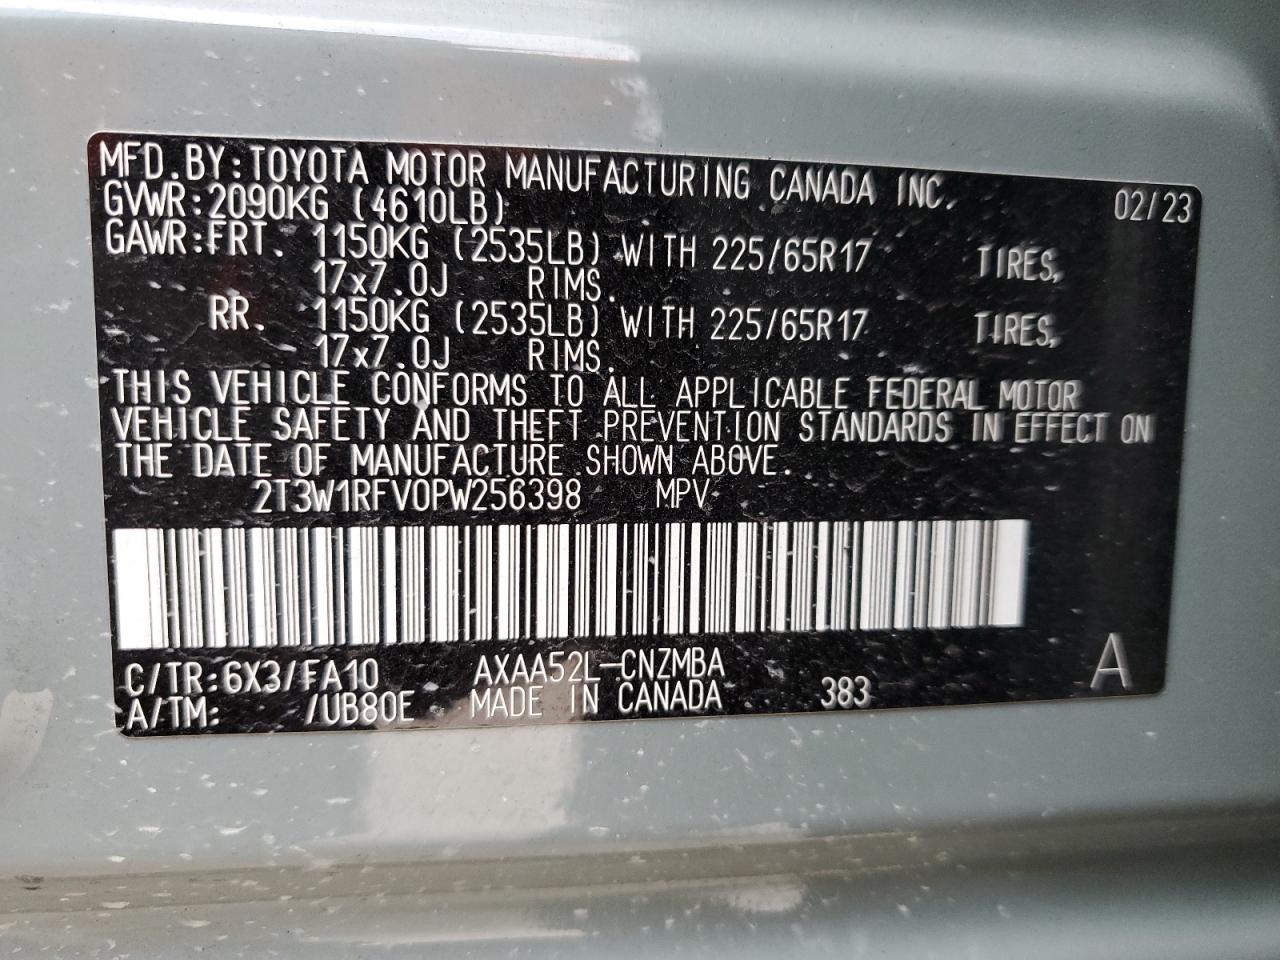 MFD.BY:TOYOTA MOTOR MANUFACTURING CANADA INC. 02/23
GVWR:2090KG (4610LB)
GAWR:FRT. 1150KG (2535LB) WITH 225/65R17 TIRES,
17x7.0J RIMS.
RR. 1150KG (2535LB) WITH 225/65R17 TIRES,
17x7.0J RIMS.
THIS VEHICLE CONFORMS TO ALL APPLICABLE FEDERAL MOTOR
VEHICLE SAFETY AND THEFT PREVENTION STANDARDS IN EFFECT ON
THE DATE OF MANUFACTURE SHOWN ABOVE.
2T3W1RFV0PW256398 MPV
C/TR:6X3/FA10 AXAA52L-CNZMBA A
A/TM: /UB80E MADE IN CANADA 383